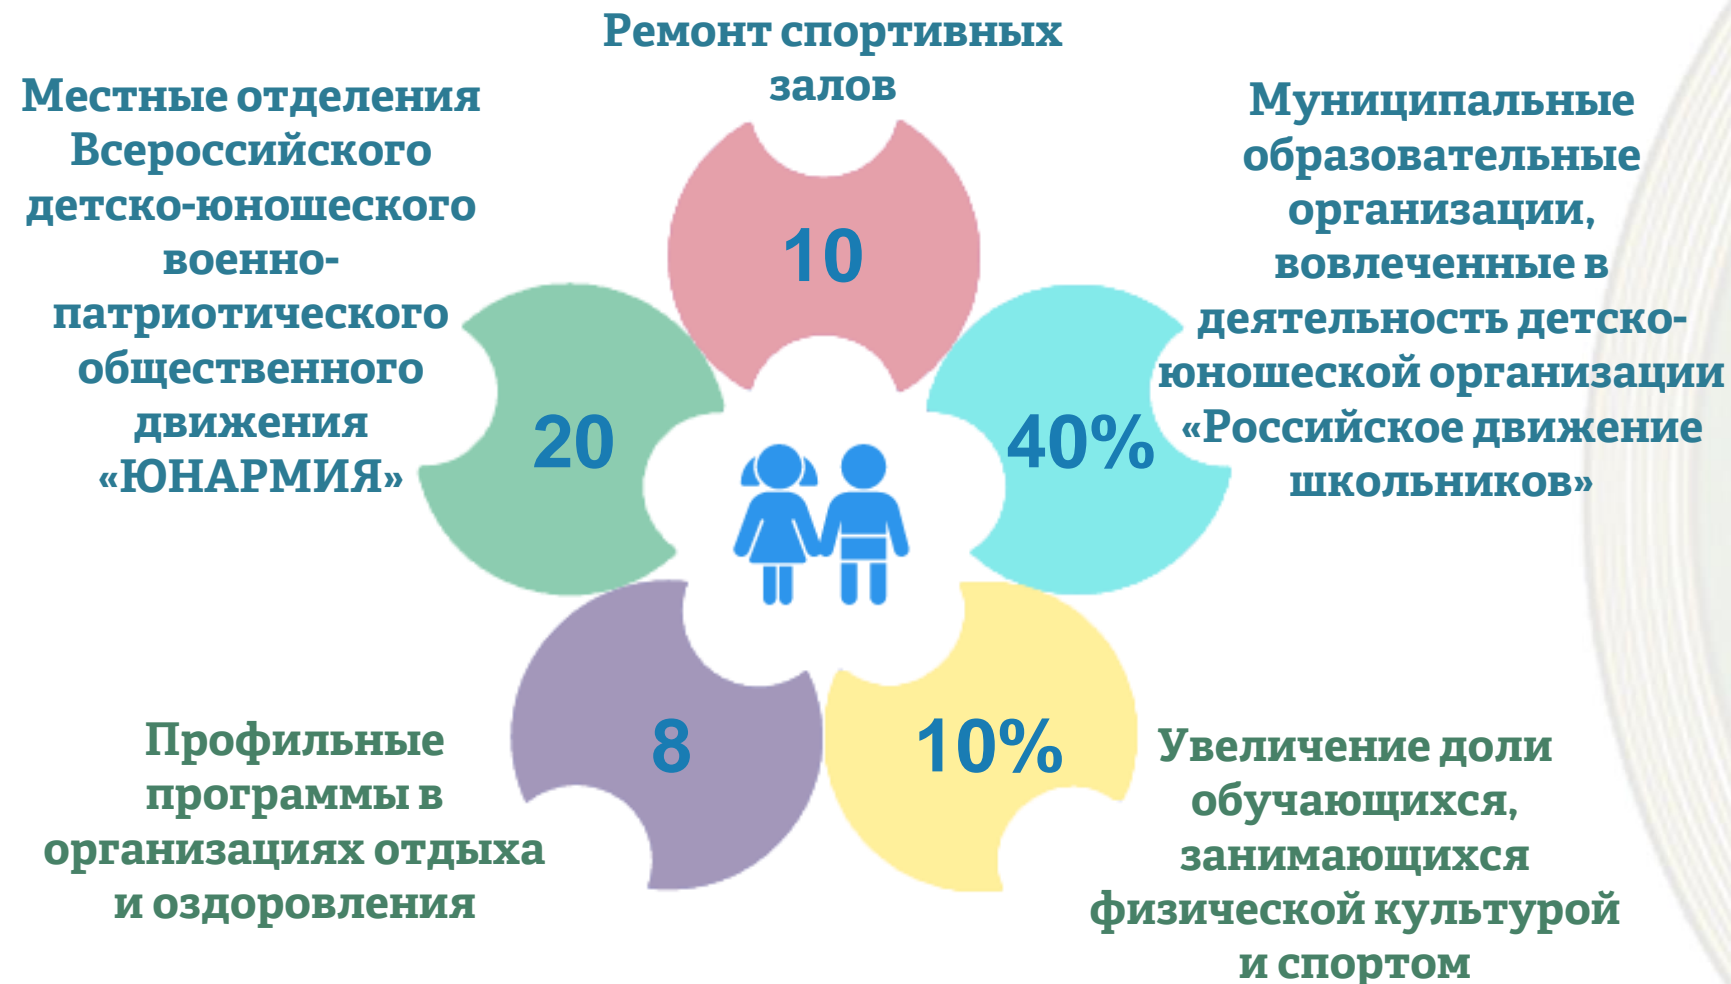 Ремонт спортивных
залов
10
Местные отделения
Всероссийского
детско-юношеского
военно-
патриотического
общественного
движения
«ЮНАРМИЯ»
20
Муниципальные
образовательные
организации,
вовлеченные в
деятельность детско-
юношеской организации
«Российское движение
школьников»
40%
Профильные
программы в
организациях отдыха
и оздоровления
8
10%
Увеличение доли
обучающихся,
занимающихся
физической культурой
и спортом